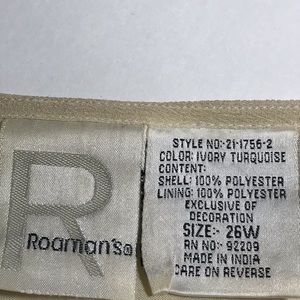 R
Roaman's®
STYLE NO:-21-1756-2
COLOR: IVORY TURQUOISE
CONTENT:
SHELL: 100% POLYESTER
LINING: 100% POLYESTER
EXCLUSIVE OF
DECORATION
SIZE:- 26W
RN NO:- 92209
MADE IN INDIA
CARE ON REVERSE